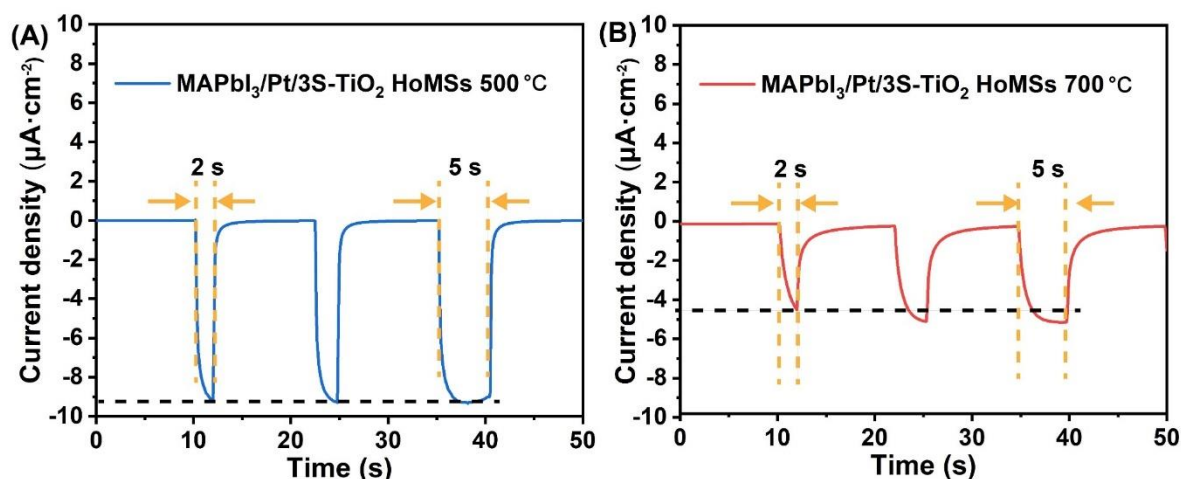 (A)
10
8
6
4
2
0
-2
-4
-6
-8
-10
Current density (µA·cm⁻²)
MAPbI₃/Pt/3S-TiO₂ HoMSs 500 °C
2 s
5 s
0 10 20 30 40 50
Time (s)
(B)
10
8
6
4
2
0
-2
-4
-6
-8
-10
Current density (µA·cm⁻²)
MAPbI₃/Pt/3S-TiO₂ HoMSs 700 °C
2 s
5 s
0 10 20 30 40 50
Time (s)